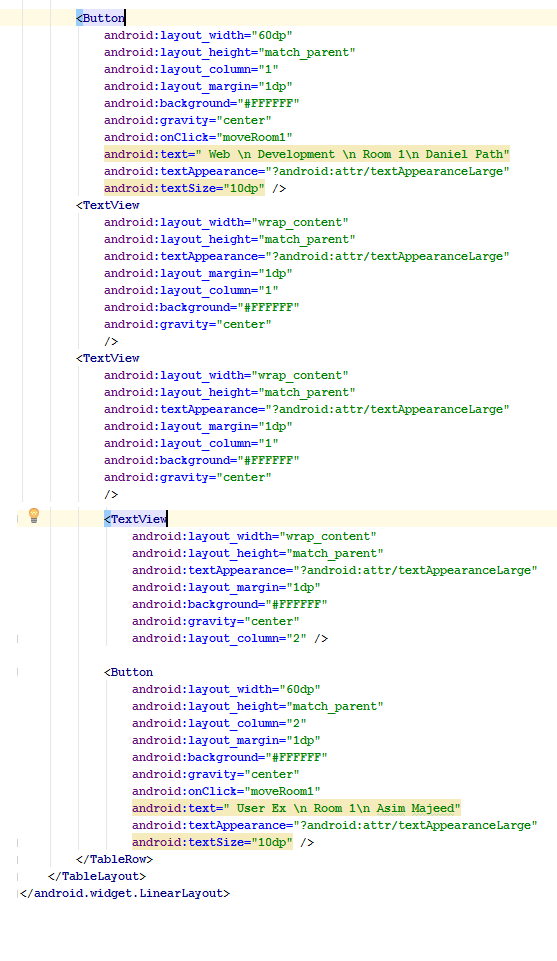 <Button
android:layout_width="60dp"
android:layout_height="match_parent"
android:layout_column="1"
android:layout_margin="1dp"
android:background="#FFFFFF"
android:gravity="center"
android:onClick="moveRoom1"
android:text=" Web \n Development \n Room 1\n Daniel Path"
android:textAppearance="?android:attr/textAppearanceLarge"
android:textSize="10dp" />
<TextView
android:layout_width="wrap_content"
android:layout_height="match_parent"
android:textAppearance="?android:attr/textAppearanceLarge"
android:layout_margin="1dp"
android:layout_column="1"
android:background="#FFFFFF"
android:gravity="center"
/>
<TextView
android:layout_width="wrap_content"
android:layout_height="match_parent"
android:textAppearance="?android:attr/textAppearanceLarge"
android:layout_margin="1dp"
android:layout_column="1"
android:background="#FFFFFF"
android:gravity="center"
/>
<TextView
android:layout_width="wrap_content"
android:layout_height="match_parent"
android:textAppearance="?android:attr/textAppearanceLarge"
android:layout_margin="1dp"
android:background="#FFFFFF"
android:gravity="center"
android:layout_column="2" />
<Button
android:layout_width="60dp"
android:layout_height="match_parent"
android:layout_column="2"
android:layout_margin="1dp"
android:background="#FFFFFF"
android:gravity="center"
android:onClick="moveRoom1"
android:text=" User Ex \n Room 1\n Asim Majeed"
android:textAppearance="?android:attr/textAppearanceLarge"
android:textSize="10dp" />
</TableRow>
</TableLayout>
</android.widget.LinearLayout>